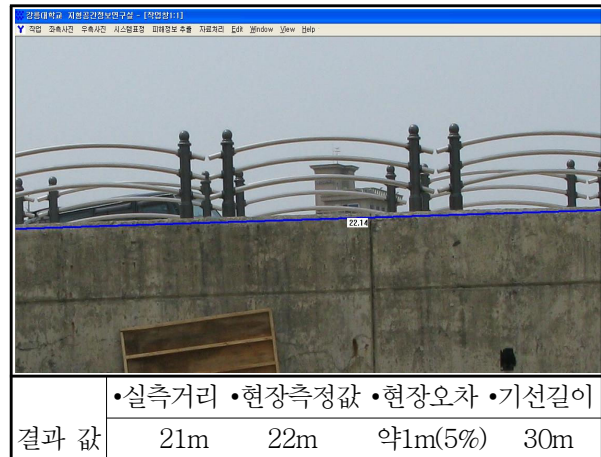 강릉대학교 지형공간정보연구실 - [작업창1:1]
작업 좌측사진 우측사진 시스템표정 피해정보 추출 자료처리 Edit Window View Help
22.14
•실측거리 •현장측정값 •현장오차 •기선길이
결과 값 21m 22m 약1m(5%) 30m